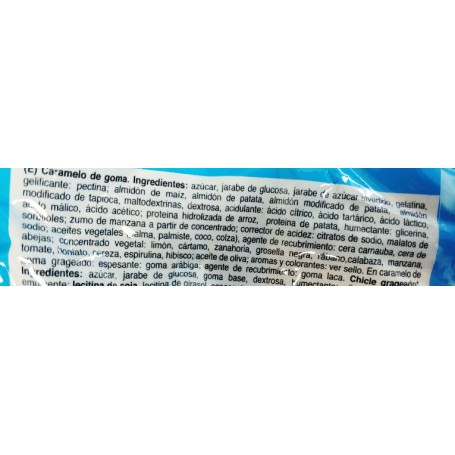 (E) Caramelo de goma. Ingredientes: azúcar, jarabe de glucosa, jarabe de azúcar invertido, gelatina,
gelificante: pectina; almidón de maíz, almidón de patata, almidón modificado de patata, almidón
modificado de tapioca, maltodextrinas, dextrosa, acidulante: ácido cítrico, ácido tartárico, ácido láctico,
ácido málico, ácido acético; proteína hidrolizada de arroz, proteína de patata, humectante: glicerina,
sorbitoles; zumo de manzana a partir de concentrado; corrector de acidez: citratos de sodio, malatos de
sodio; aceites vegetales (palma, palmiste, coco, colza), agente de recubrimiento: cera carnauba, cera de
abejas; concentrado vegetal: limón, cártamo, zanahoria, grosella negra, rábano, calabaza, manzana,
tomate, boniato, cereza, espirulina, hibisco; aceite de oliva; aromas y colorantes: ver sello. En caramelo de
goma grageado: espesante: goma arábiga; agente de recubrimiento: goma laca. Chicle grageado:
Ingredientes: azúcar, jarabe de glucosa, goma base, dextrosa, humectante:
lecitina de soja, lecitina de girasol,